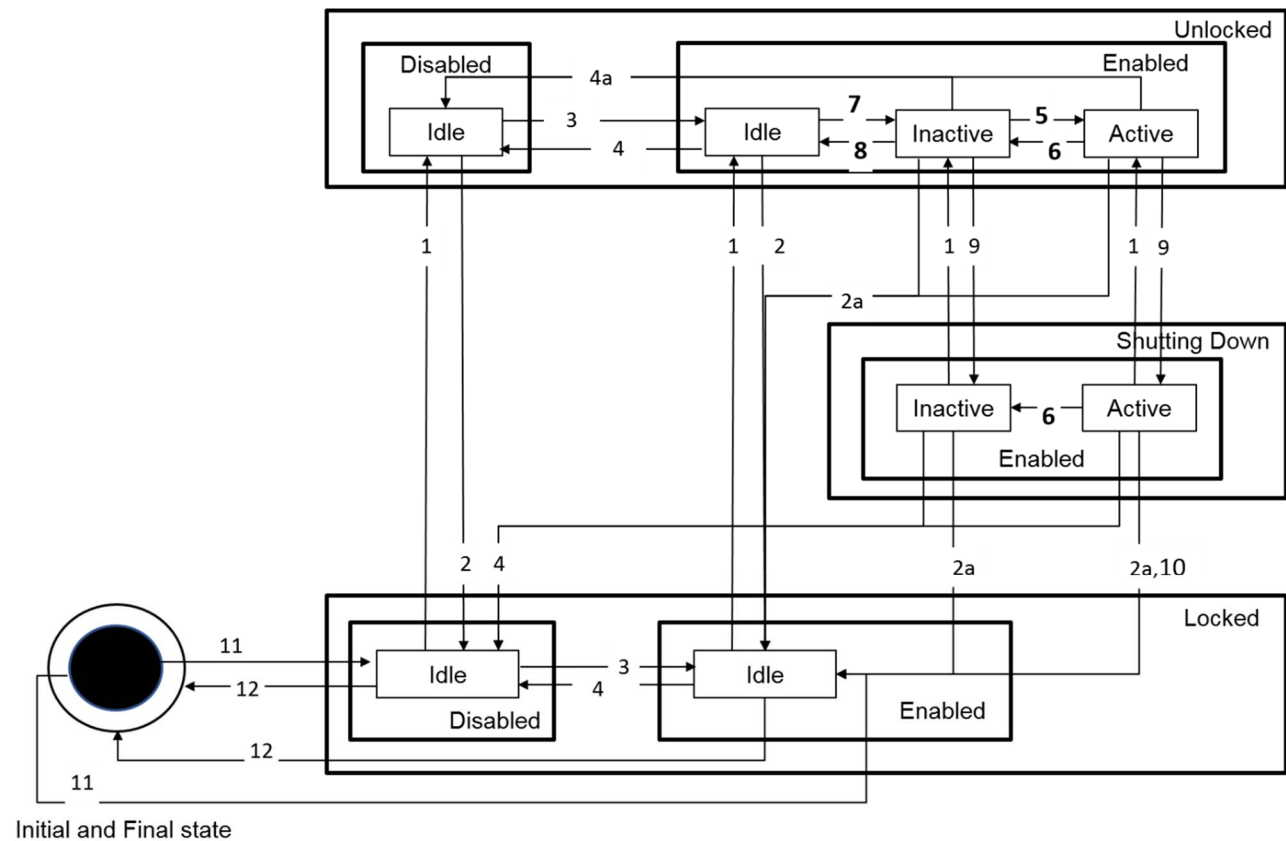 Unlocked
Disabled
Enabled
4a
Idle
3
4
Idle
7
8
Inactive
5
6
Active
1
1
2
1
9
1
9
2a
Shutting Down
Inactive
6
Active
Enabled
2
4
2a
2a,10
Locked
11
12
Idle
3
4
Idle
Disabled
Enabled
12
11
Initial and Final state